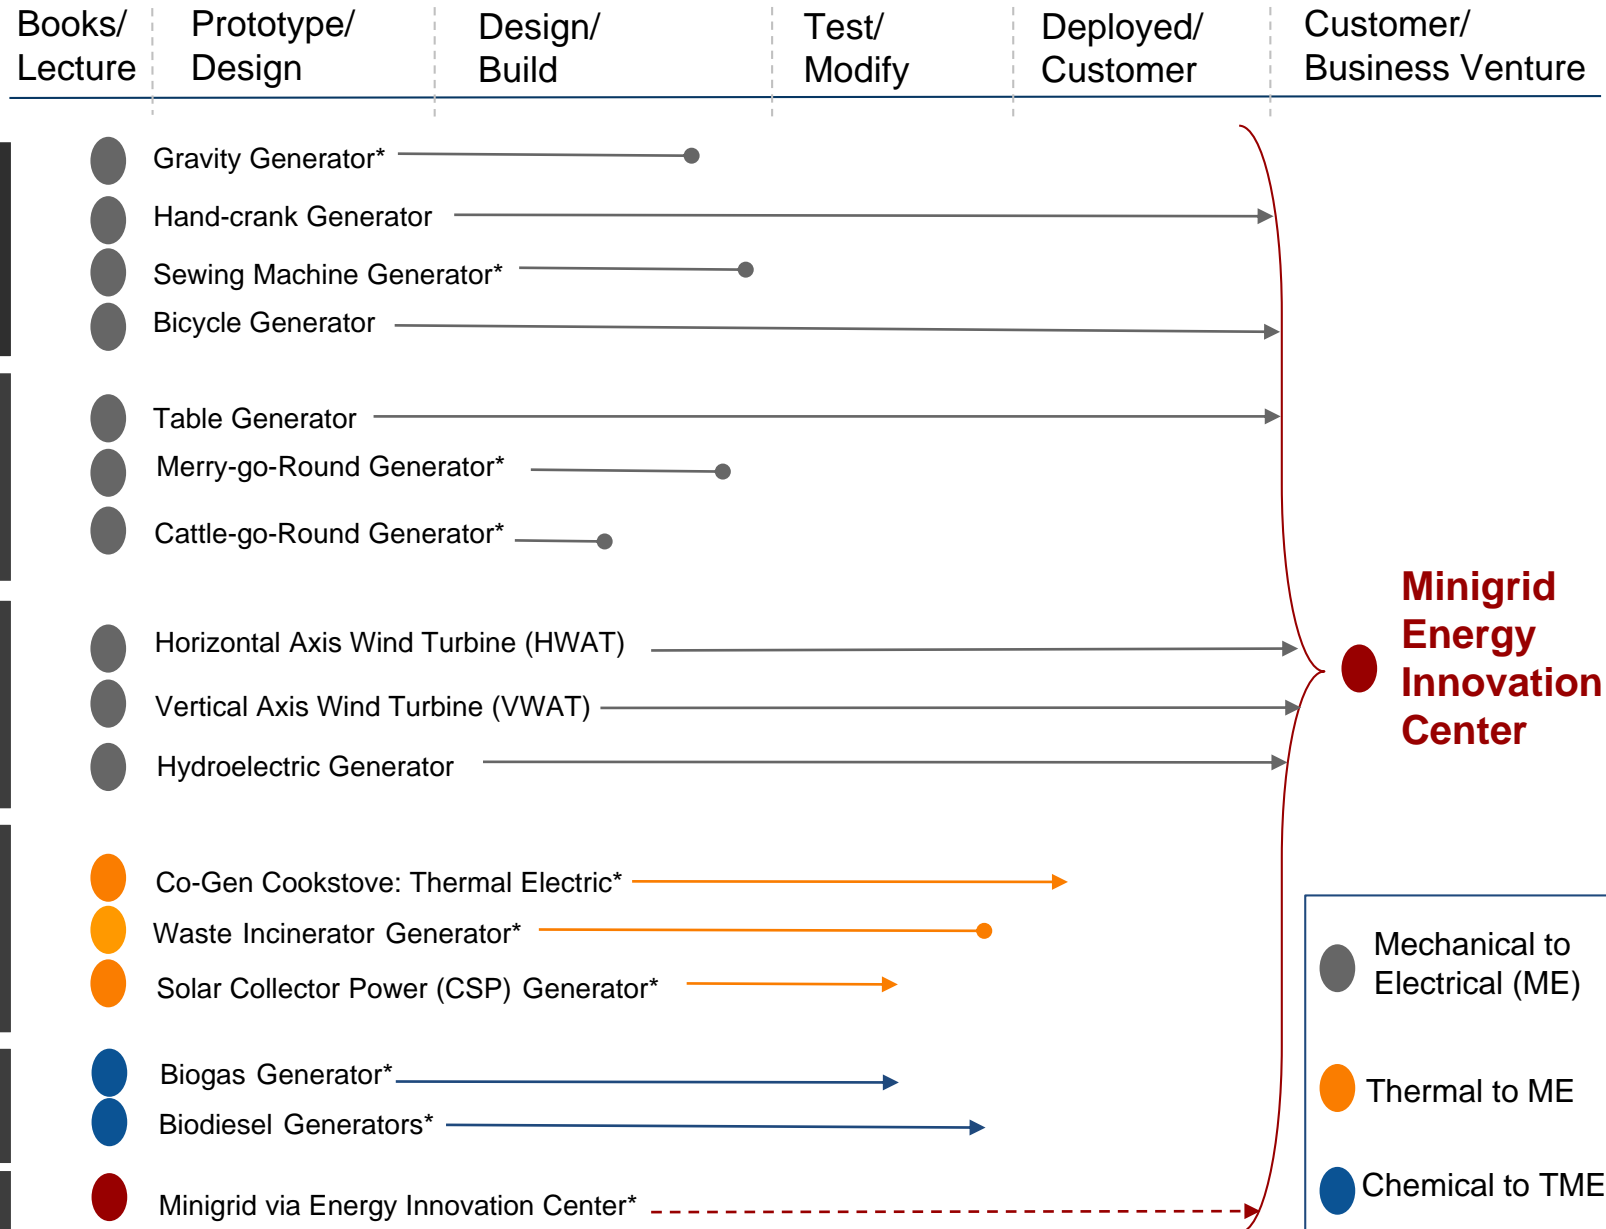 Books/
Lecture
Prototype/
Design
Design/
Build
Test/
Modify
Deployed/
Customer
Customer/
Business Venture
Gravity Generator*
Hand-crank Generator
Sewing Machine Generator*
Bicycle Generator
Table Generator
Merry-go-Round Generator*
Cattle-go-Round Generator*
Horizontal Axis Wind Turbine (HWAT)
Vertical Axis Wind Turbine (VWAT)
Hydroelectric Generator
Co-Gen Cookstove: Thermal Electric*
Waste Incinerator Generator*
Solar Collector Power (CSP) Generator*
Biogas Generator*
Biodiesel Generators*
Minigrid via Energy Innovation Center*
Minigrid
Energy
Innovation
Center
Mechanical to
Electrical (ME)
Thermal to ME
Chemical to TME